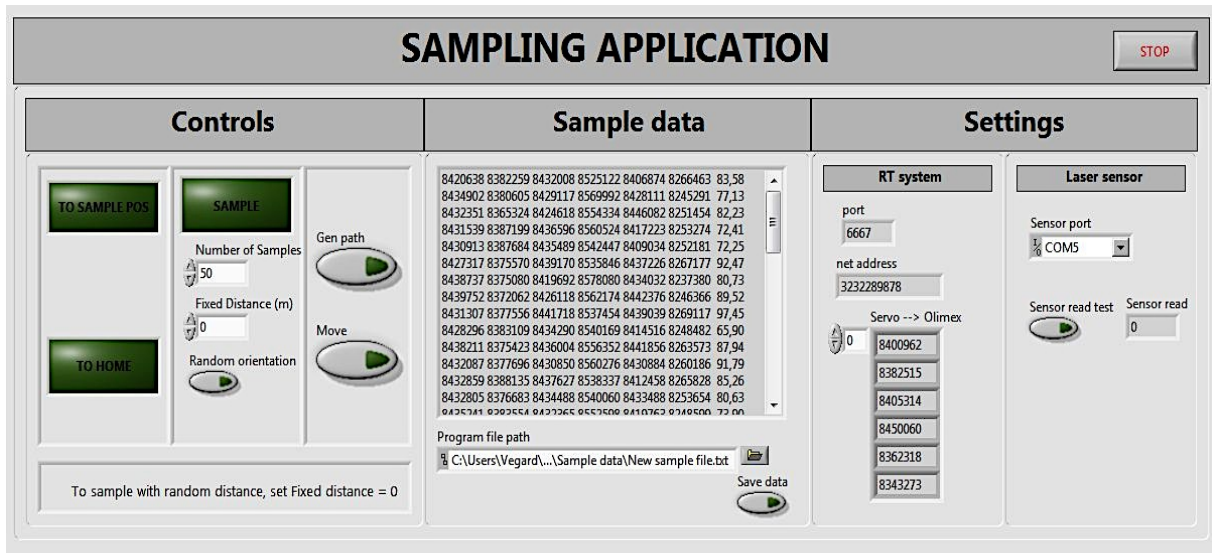 SAMPLING APPLICATION
STOP
Controls
Sample data
Settings
TO SAMPLE POS
SAMPLE
Number of Samples
50
Fixed Distance (m)
0
Random orientation
TO HOME
Gen path
Move
To sample with random distance, set Fixed distance = 0
8420638 8382259 8432008 8525122 8406874 8266463 83,58
8434902 8380605 8429117 8569992 8428111 8245291 77,13
8432351 8365324 8424618 8554334 8446082 8251454 82,23
8431539 8387199 8436596 8560524 8417223 8253274 72,41
8430913 8387684 8435489 8542447 8409034 8252181 72,25
8427317 8375570 8439170 8535846 8437226 8267177 92,47
8438737 8375080 8419692 8578080 8434032 8237380 80,73
8439752 8372062 8426118 8562174 8442376 8246366 89,52
8431307 8377556 8441718 8537454 8439039 8269117 97,45
8428296 8383109 8434290 8540169 8414516 8248482 65,90
8438211 8375423 8436004 8556352 8441856 8263573 87,94
8432087 8377696 8430850 8560276 8430884 8260186 91,79
8432859 8388135 8437627 8538337 8412458 8265828 85,26
8432805 8376683 8434488 8540060 8433488 8253654 80,63
8435241 8383554 8432265 8552598 8419763 8248599 73,90
Program file path
C:\Users\Vegard\...\Sample data\New sample file.txt
Save data
RT system
port
6667
net address
3232289878
Servo --> Olimex
0
8400962
8382515
8405314
8450060
8362318
8343273
Laser sensor
Sensor port
COM5
Sensor read test
Sensor read
0